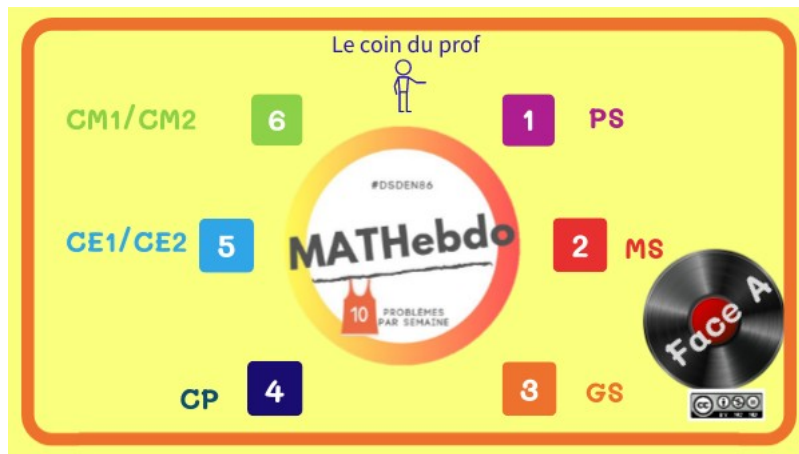 Le coin du prof
CM1/CM2
6
1
PS
#DSDEN86
MATHebdo
CE1/CE2
5
2
MS
10
PROBLÈMES
PAR SEMAINE
Face A
CP
4
3
GS
cc